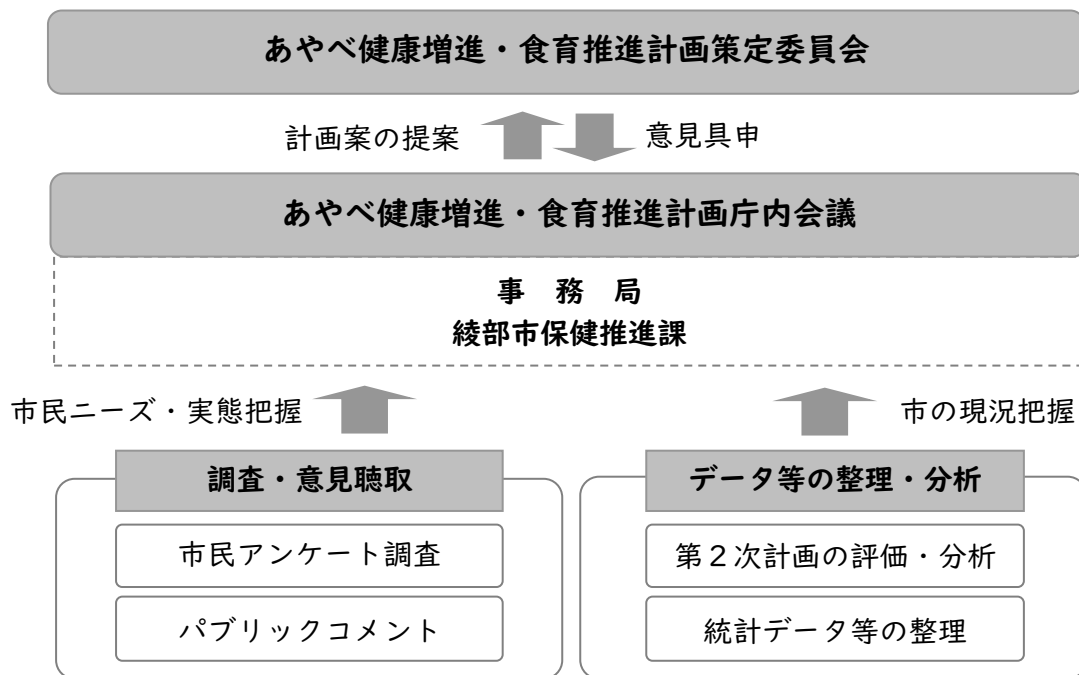 あやべ健康増進・食育推進計画策定委員会
計画案の提案
意見具申
あやべ健康増進・食育推進計画庁内会議
事　務　局
綾部市保健推進課
市民ニーズ・実態把握
市の現況把握
調査・意見聴取
市民アンケート調査
パブリックコメント
データ等の整理・分析
第２次計画の評価・分析
統計データ等の整理